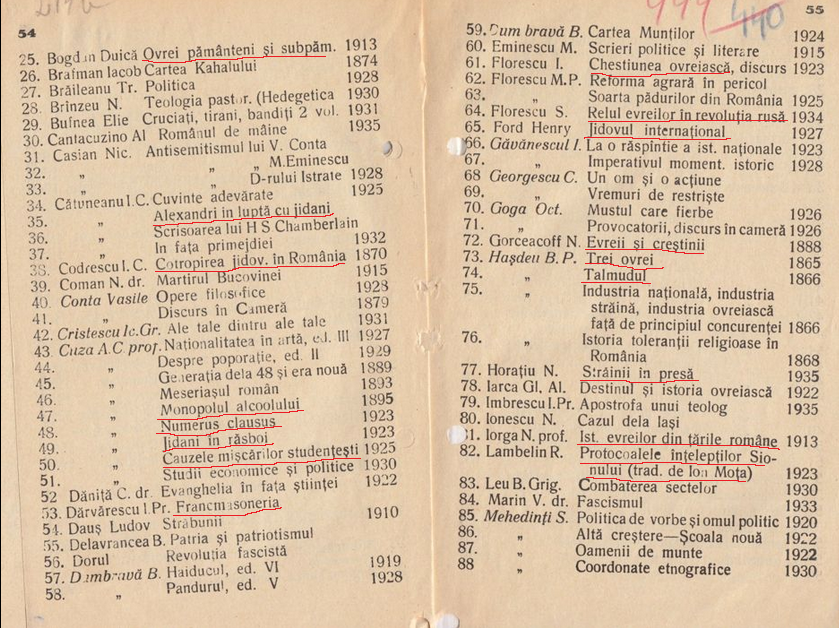 54
25. Bogdan Duică Ovrei pământeni și subpăm. 1913
26. Brafman Iacob Cartea Kahalului 1874
27. Brăileanu Tr. Politica 1928
28. Brinzeu N. Teologia pastor. (Hedegetica 1930
29. Bufnea Elie Cruciați, tirani, bandiți 2 vol. 1931
30. Cantacuzino Al Românul de mâine 1935
31. Casian Nic. Antisemitismul lui V. Conta
32. „ „ „ M.Eminescu
33. „ „ D-rului Istrate 1928
34. Cătuneanu I.C. Cuvinte adevărate 1925
35. „ Alexandri in luptă cu jidani
36. „ Scrisoarea lui H S Chamberlain
37. „ In fața primejdiei 1932
38. Codrescu I. C. Cotropirea jidov. în România 1870
39. Coman N. dr. Martirul Bucovinei 1915
40. Conta Vasile Opere filosofice 1928
41. „ Discurs în Cameră 1879
42. Cristescu Ic.Gr. Ale tale dintru ale tale 1931
43. Cuza A.C prof. Naționalitatea în artă, ed. III 1927
44. „ Despre poporație, ed. II 1929
45. „ Generația dela 48 și era nouă 1889
46. „ Meseriașul român 1893
47. „ Monopolul alcoolului 1895
48. „ Numerus clausus 1923
49. „ Jidani în răsboi 1923
50. „ Cauzele mișcărilor studențești 1925
51. „ Studii economice și politice 1930
52 Dăniță C. dr. Evanghelia în fața științei 1922
53. Dărvărescu I.Pr. Francmasoneria
54. Dauș Ludov Străbunii 1910
55. Delavrancea B. Patria și patriotismul
56. Dorul Revoluția fascistă
57. Dumbravă B. Haiducul, ed. VI 1919
58. „ Pandurul, ed. V 1928
55
440
59. Dum bravă B. Cartea Munților 1924
60. Eminescu M. Scrieri politice și literare 1915
61. Florescu I. Chestiunea ovreiască, discurs 1923
62. Florescu M.P. Reforma agrară în pericol
63. „ Soarta pădurilor din România 1925
64. Florescu S. Relul evreilor în revoluția rusă 1934
65. Ford Henry Jidovul internațional 1927
66. Găvănescul I. La o răspîntie a ist. naționale 1923
67. „ Imperativul moment. istoric 1928
68 Georgescu C. Un om și o acțiune
69. „ Vremuri de restriște
70. Goga Oct. Mustul care fierbe 1926
71. „ Provocatorii, discurs în cameră 1926
72. Gorceacoff N. Evreii și creștinii 1888
73. Hașdeu B.P. Trei ovrei 1865
74. „ Talmudul 1866
75. „ Industria națională, industria
străină, industria ovreiască
față de principiul concurenței 1866
76. „ Istoria toleranții religioase în
România 1868
77. Horațiu N. Străinii in presă 1935
78. Iarca Gl. Al. Destinul și istoria ovreiască 1922
79. Imbrescu I.Pr. Apostrofa unui teolog 1935
80. Ionescu N. Cazul dela Iași
81. Iorga N. prof. Ist. evreilor din țările române 1913
82. Lambelin R. Protocoalele înțelepților Sio-
nului (trad. de Ion Moța) 1923
83. Leu B. Grig. Combaterea sectelor 1930
84. Marin V. dr. Fascismul 1933
85. Mehedinți S. Politica de vorbe și omul politic 1920
86. „ Altă creștere—Școala nouă 1922
87. „ Oamenii de munte 1922
88 „ Coordonate etnografice 1930